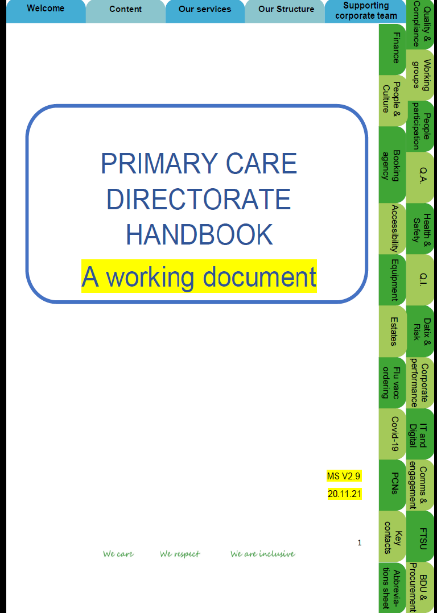 Welcome
Content
Our services
Our Structure
Supporting
corporate team
Quality &
Compliance
Finance
Working
groups
People &
Culture
People
participation
Booking
agency
Q.A.
Accessibility
Health &
Safety
Equipment
Q.I.
Estates
Datix &
Risk
Flu vacc
ordering
Corporate
performance
Covid-19
IT and
Digital
PCNs
Comms &
engagement
Key
contacts
FTSU
Abbrevia-
tions sheet
BDU &
Procurement
PRIMARY CARE
DIRECTORATE
HANDBOOK
A working document
MS V2.9
20.11.21
1
We care We respect We are inclusive